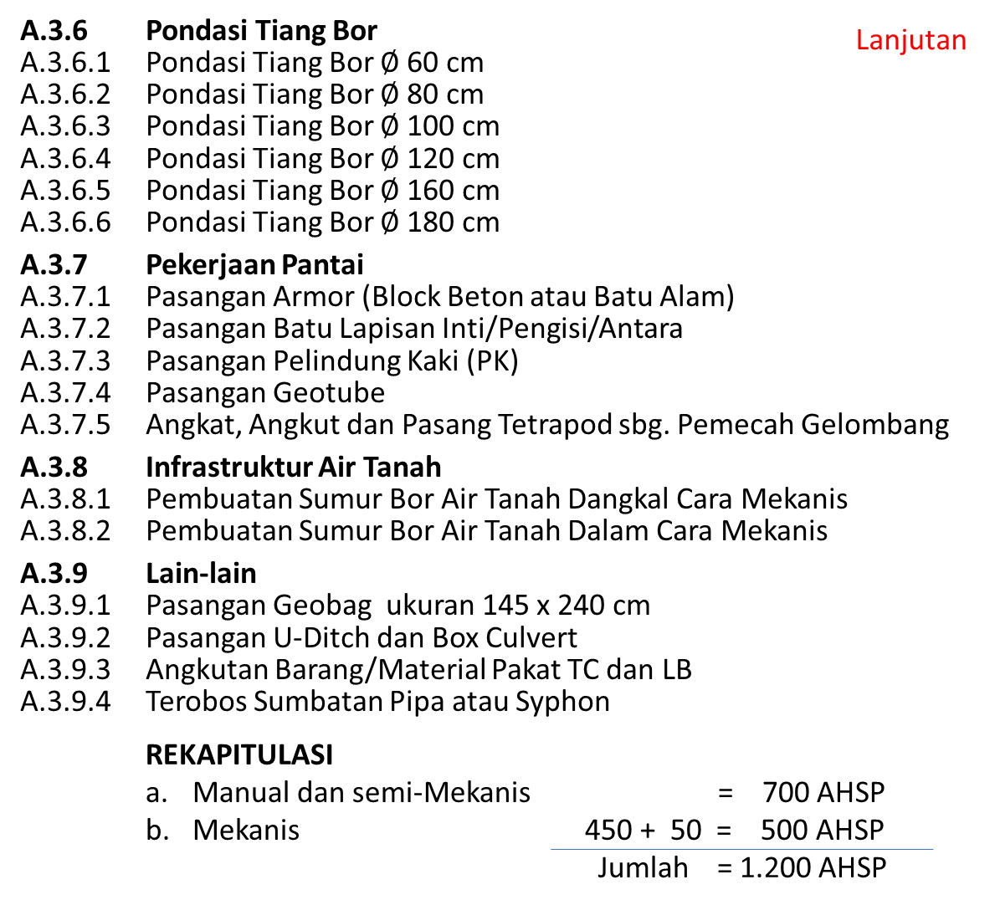 A.3.6 Pondasi Tiang Bor
Lanjutan
A.3.6.1 Pondasi Tiang Bor Ø 60 cm
A.3.6.2 Pondasi Tiang Bor Ø 80 cm
A.3.6.3 Pondasi Tiang Bor Ø 100 cm
A.3.6.4 Pondasi Tiang Bor Ø 120 cm
A.3.6.5 Pondasi Tiang Bor Ø 160 cm
A.3.6.6 Pondasi Tiang Bor Ø 180 cm
A.3.7 Pekerjaan Pantai
A.3.7.1 Pasangan Armor (Block Beton atau Batu Alam)
A.3.7.2 Pasangan Batu Lapisan Inti/Pengisi/Antara
A.3.7.3 Pasangan Pelindung Kaki (PK)
A.3.7.4 Pasangan Geotube
A.3.7.5 Angkat, Angkut dan Pasang Tetrapod sbg. Pemecah Gelombang
A.3.8 Infrastruktur Air Tanah
A.3.8.1 Pembuatan Sumur Bor Air Tanah Dangkal Cara Mekanis
A.3.8.2 Pembuatan Sumur Bor Air Tanah Dalam Cara Mekanis
A.3.9 Lain-lain
A.3.9.1 Pasangan Geobag ukuran 145 x 240 cm
A.3.9.2 Pasangan U-Ditch dan Box Culvert
A.3.9.3 Angkutan Barang/Material Pakat TC dan LB
A.3.9.4 Terobos Sumbatan Pipa atau Syphon
REKAPITULASI
a. Manual dan semi-Mekanis = 700 AHSP
b. Mekanis 450 + 50 = 500 AHSP
Jumlah = 1.200 AHSP